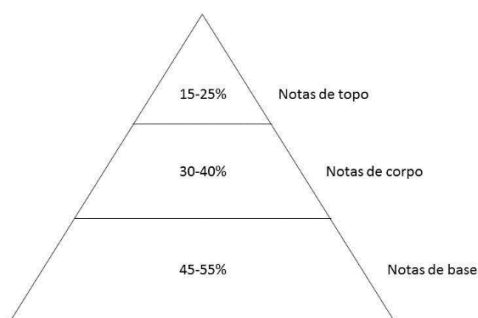 15-25% Notas de topo
30-40% Notas de corpo
45-55% Notas de base